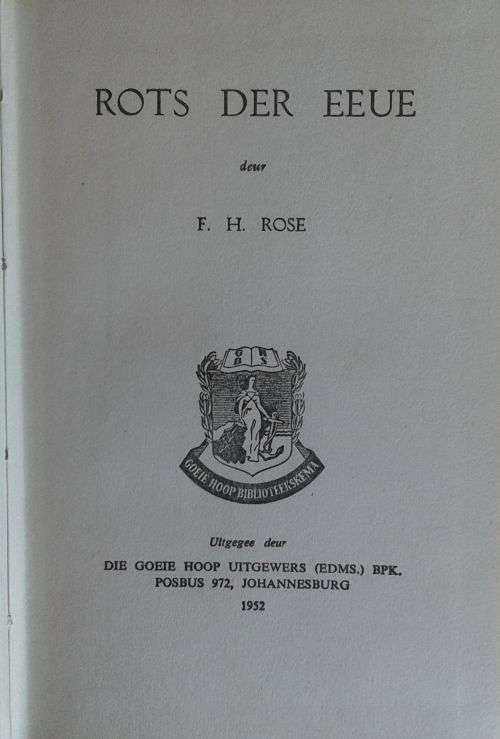 ROTS DER EEUE
deur
F. H. ROSE
G H
B S
GOEIE HOOP BIBLIOTEEKSKEMA
Uitgegee deur
DIE GOEIE HOOP UITGEWERS (EDMS.) BPK.
POSBUS 972, JOHANNESBURG
1952